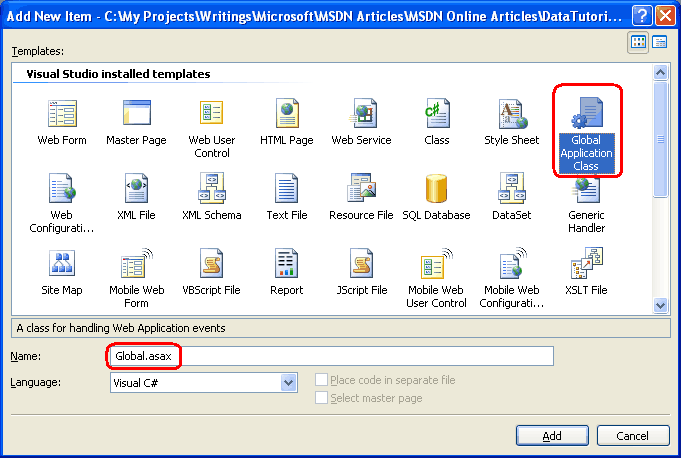 Add New Item - C:\My Projects\Writings\Microsoft\MSDN Articles\MSDN Online Articles\DataTutori...
Templates:
Visual Studio installed templates
Web Form
Master Page
Web User
Control
HTML Page
Web Service
Class
Style Sheet
Global
Application
Class
Web
Configurati...
XML File
XML Schema
Text File
Resource File
SQL Database
DataSet
Generic
Handler
Site Map
Mobile Web
Form
VBScript File
Report
JScript File
Mobile Web
User Control
Mobile Web
Configurati...
XSLT File
A class for handling Web Application events
Name:
Global.asax
Language:
Visual C#
Place code in separate file
Select master page
Add
Cancel